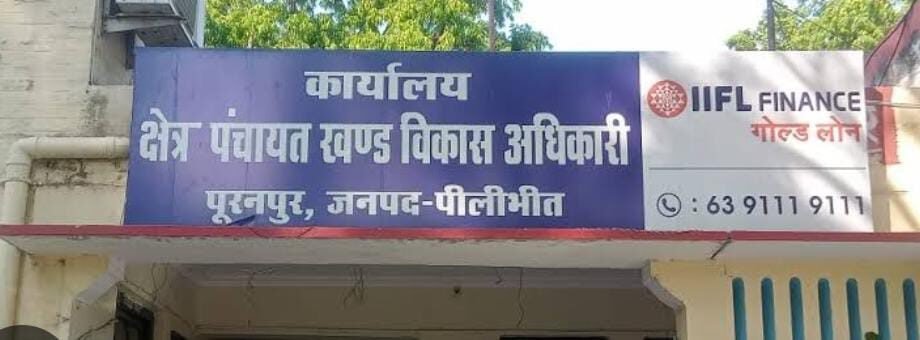 कार्यालय
क्षेत्र पंचायत खण्ड विकास अधिकारी
पूरनपुर, जनपद-पीलीभीत
IIFL FINANCE
गोल्ड लोन
: 63 9111 9111